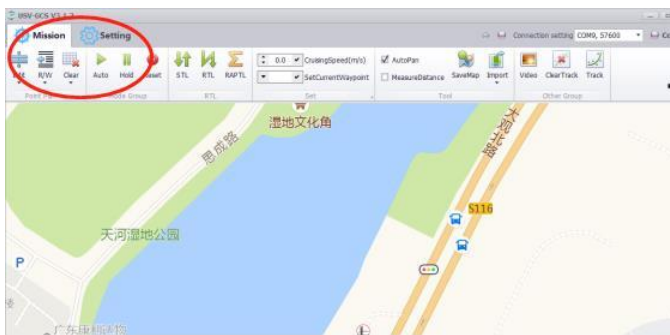 USV-GCS V3.1.2
Mission Setting Connection setting COM9, 57600
R/W Clear Auto Hold Reset STL RTL RAPTL
0.0 CruisingSpeed(m/s)
SetCurrentWaypoint
AutoPan
MeasureDistance
SaveMap Import Video ClearTrack Track
RTL Set Tool Other Group
湿地文化角
思成路
大观北路
S116
天河湿地公园
P